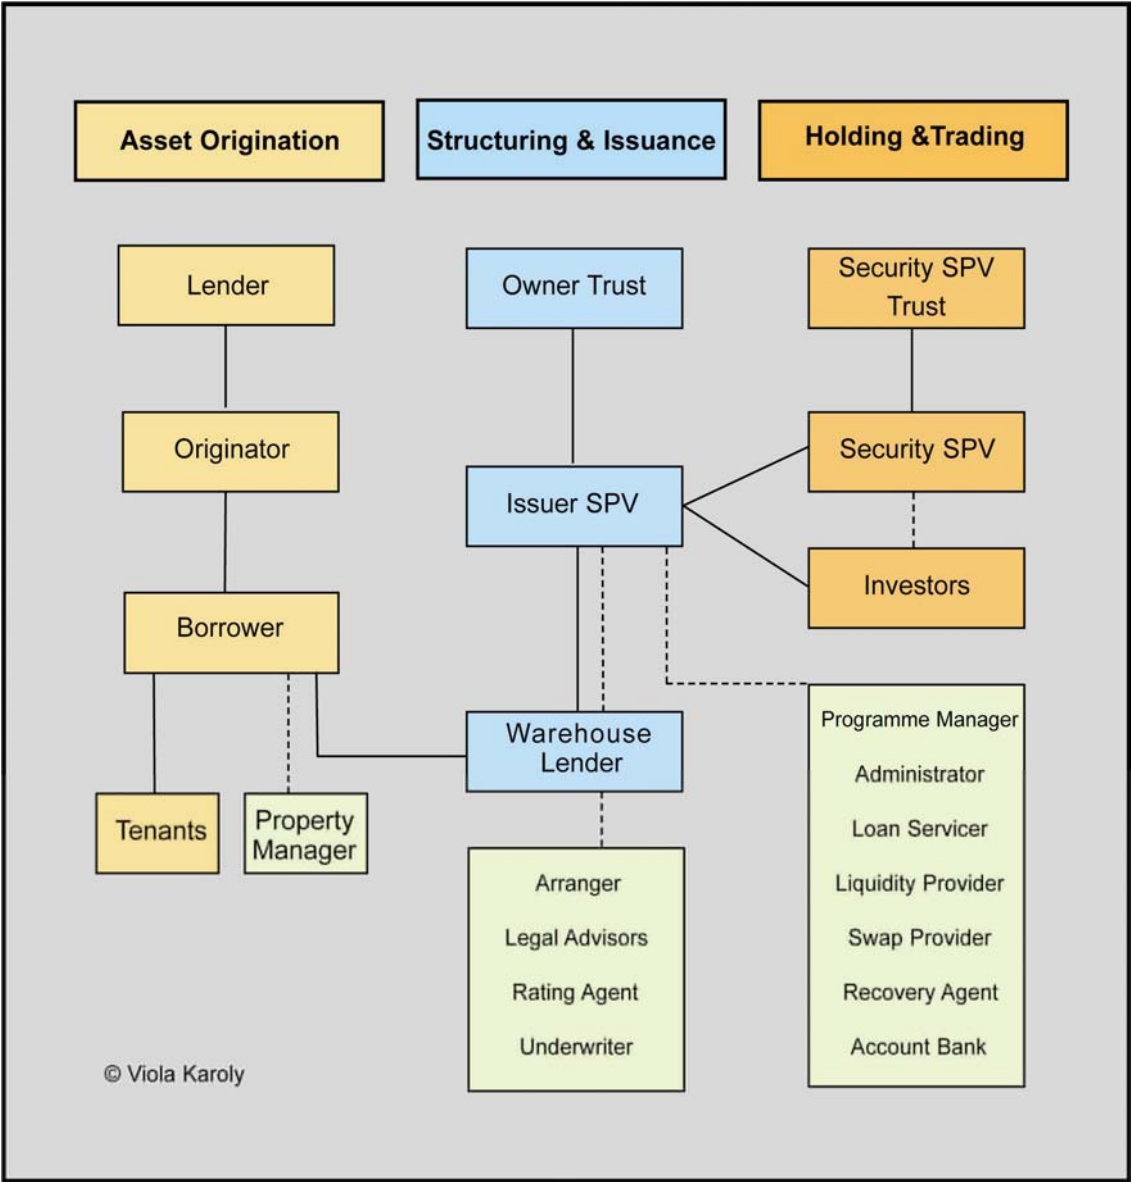 Asset Origination
Structuring & Issuance
Holding &Trading
Lender
Owner Trust
Security SPV
Trust
Originator
Security SPV
Issuer SPV
Investors
Borrower
Warehouse
Lender
Tenants
Property
Manager
Arranger
Legal Advisors
Rating Agent
Underwriter
Programme Manager
Administrator
Loan Servicer
Liquidity Provider
Swap Provider
Recovery Agent
Account Bank
© Viola Karoly